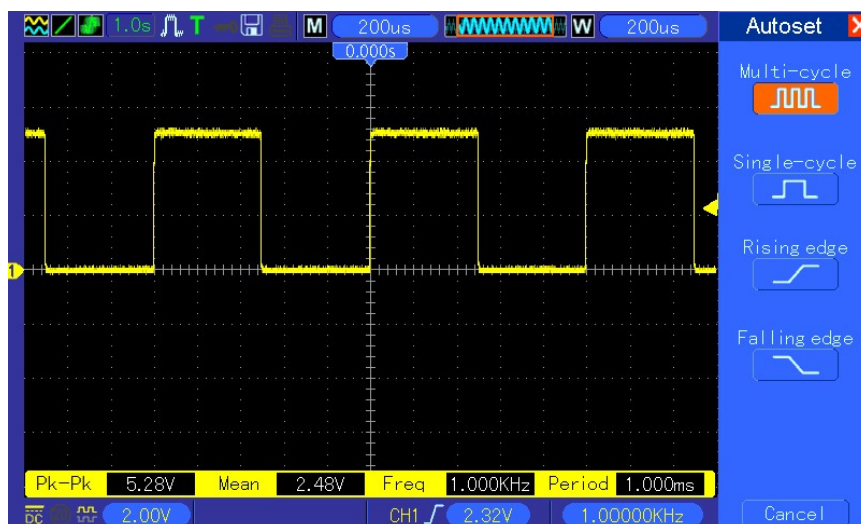 1.0s T M 200us W 200us Autoset X
0.000s
Multi-cycle
Single-cycle
1
Rising edge
Falling edge
Pk-Pk 5.28V Mean 2.48V Freq 1.000KHz Period 1.000ms
DC 2.00V CH1 2.32V 1.00000KHz Cancel